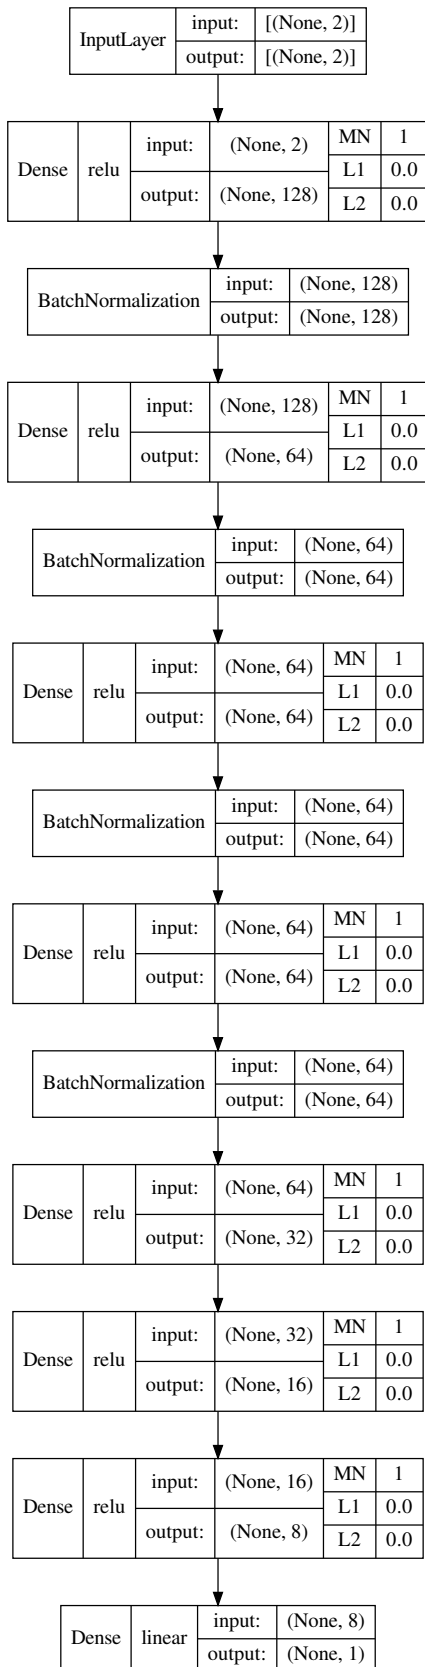 InputLayer input: [(None, 2)]
output: [(None, 2)]
Dense relu input: (None, 2) MN 1
L1 0.0
output: (None, 128) L2 0.0
BatchNormalization input: (None, 128)
output: (None, 128)
Dense relu input: (None, 128) MN 1
L1 0.0
output: (None, 64) L2 0.0
BatchNormalization input: (None, 64)
output: (None, 64)
Dense relu input: (None, 64) MN 1
L1 0.0
output: (None, 64) L2 0.0
BatchNormalization input: (None, 64)
output: (None, 64)
Dense relu input: (None, 64) MN 1
L1 0.0
output: (None, 64) L2 0.0
BatchNormalization input: (None, 64)
output: (None, 64)
Dense relu input: (None, 64) MN 1
L1 0.0
output: (None, 32) L2 0.0
Dense relu input: (None, 32) MN 1
L1 0.0
output: (None, 16) L2 0.0
Dense relu input: (None, 16) MN 1
L1 0.0
output: (None, 8) L2 0.0
Dense linear input: (None, 8)
output: (None, 1)